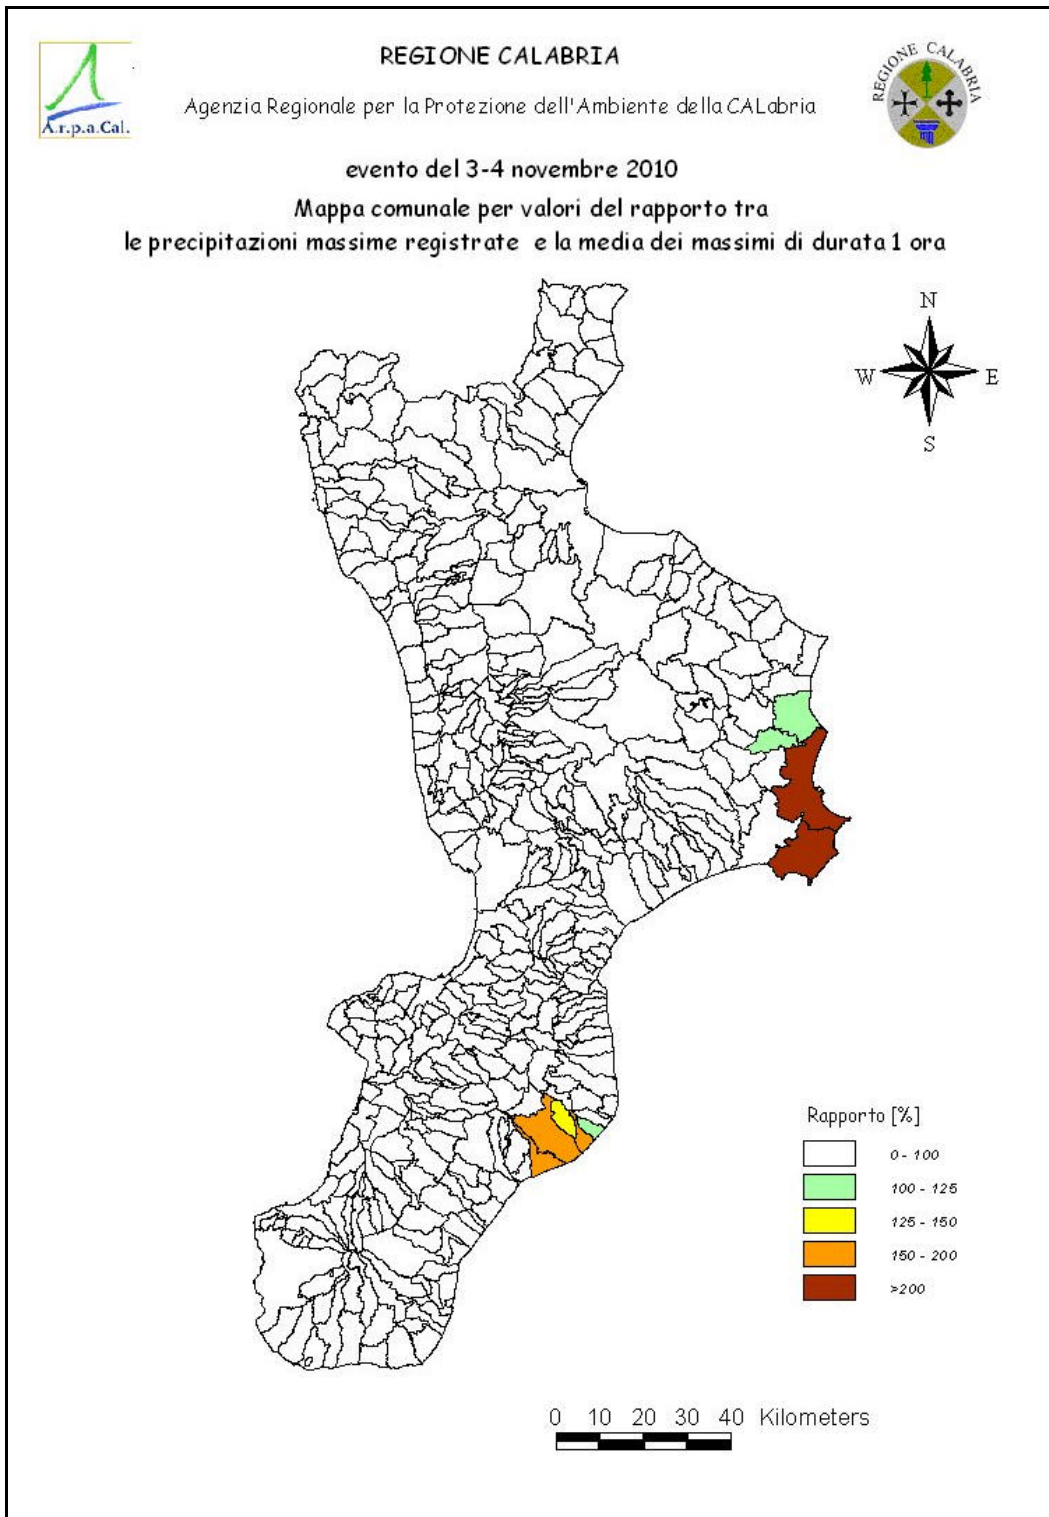 REGIONE CALABRIA
A.r.p.a.Cal.
Agenzia Regionale per la Protezione dell'Ambiente della CALabria
REGIONE CALABRIA
evento del 3-4 novembre 2010
Mappa comunale per valori del rapporto tra
le precipitazioni massime registrate e la media dei massimi di durata 1 ora
N
W E
S
Rapporto [%]
0 - 100
100 - 125
125 - 150
150 - 200
>200
0 10 20 30 40 Kilometers